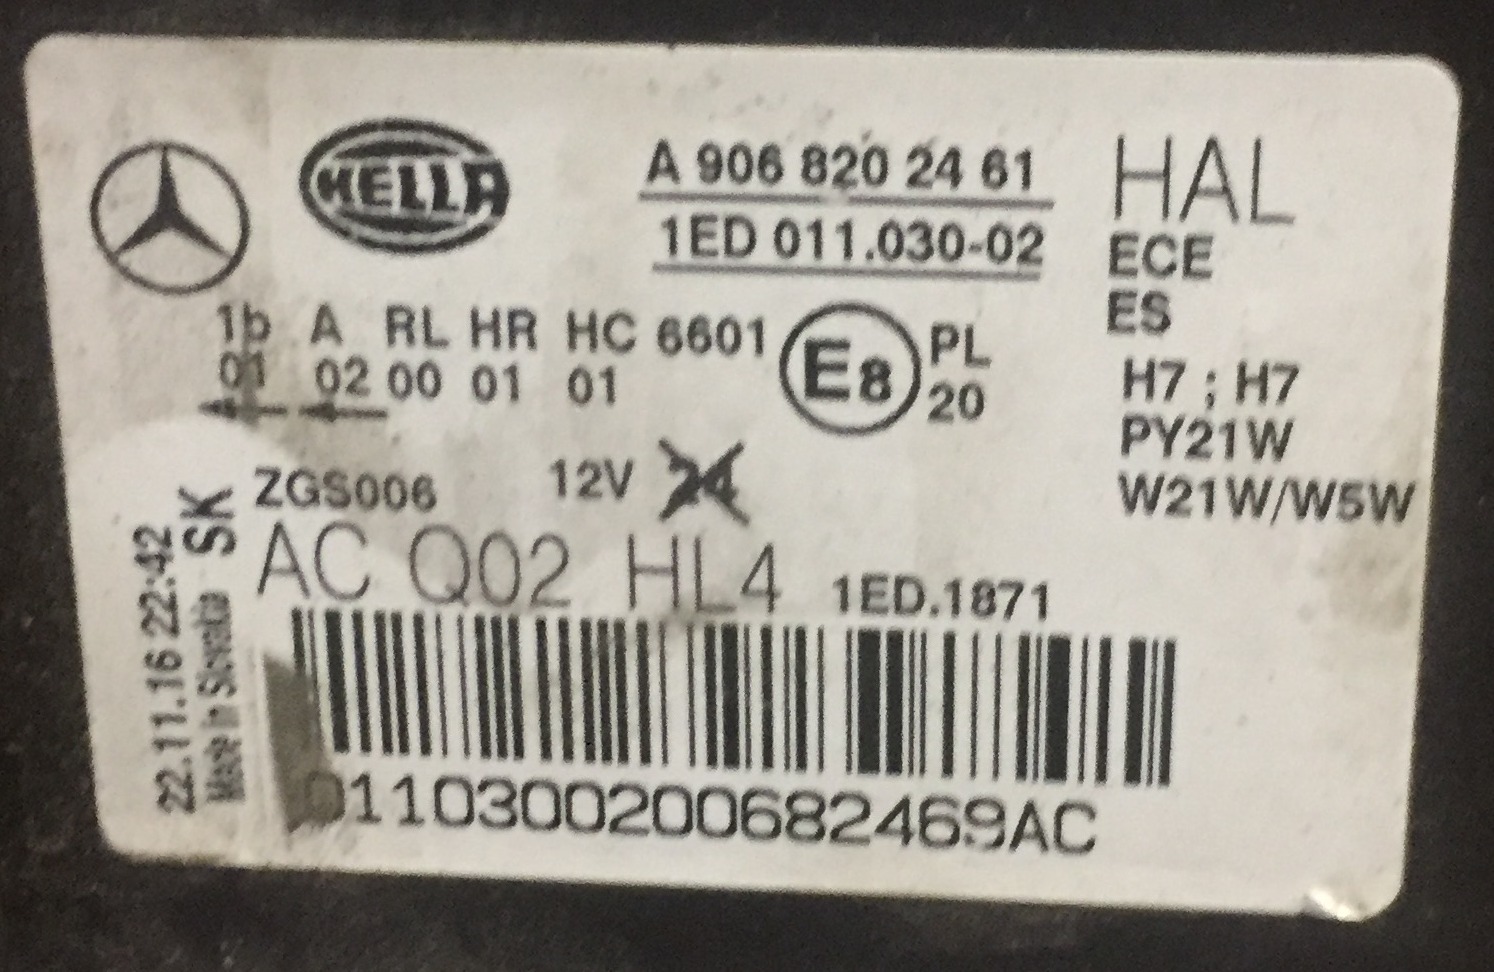 HELLA
A 906 820 24 61
1ED 011.030-02
HAL
ECE
ES
1b A RL HR HC 6601
01 02 00 01 01
E8
PL
20
H7 ; H7
PY21W
W21W/W5W
ZGS006 12V 24
AC Q02 HL4 1ED.1871
22.11.16 22:42
Made in Slovakia SK
0110300200682469AC